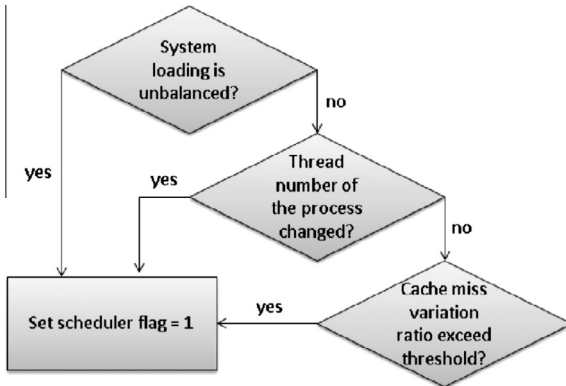 System
loading is
unbalanced?
no
yes
Thread
number of
the process
changed?
yes
no
Cache miss
variation
ratio exceed
threshold?
yes
Set scheduler flag = 1